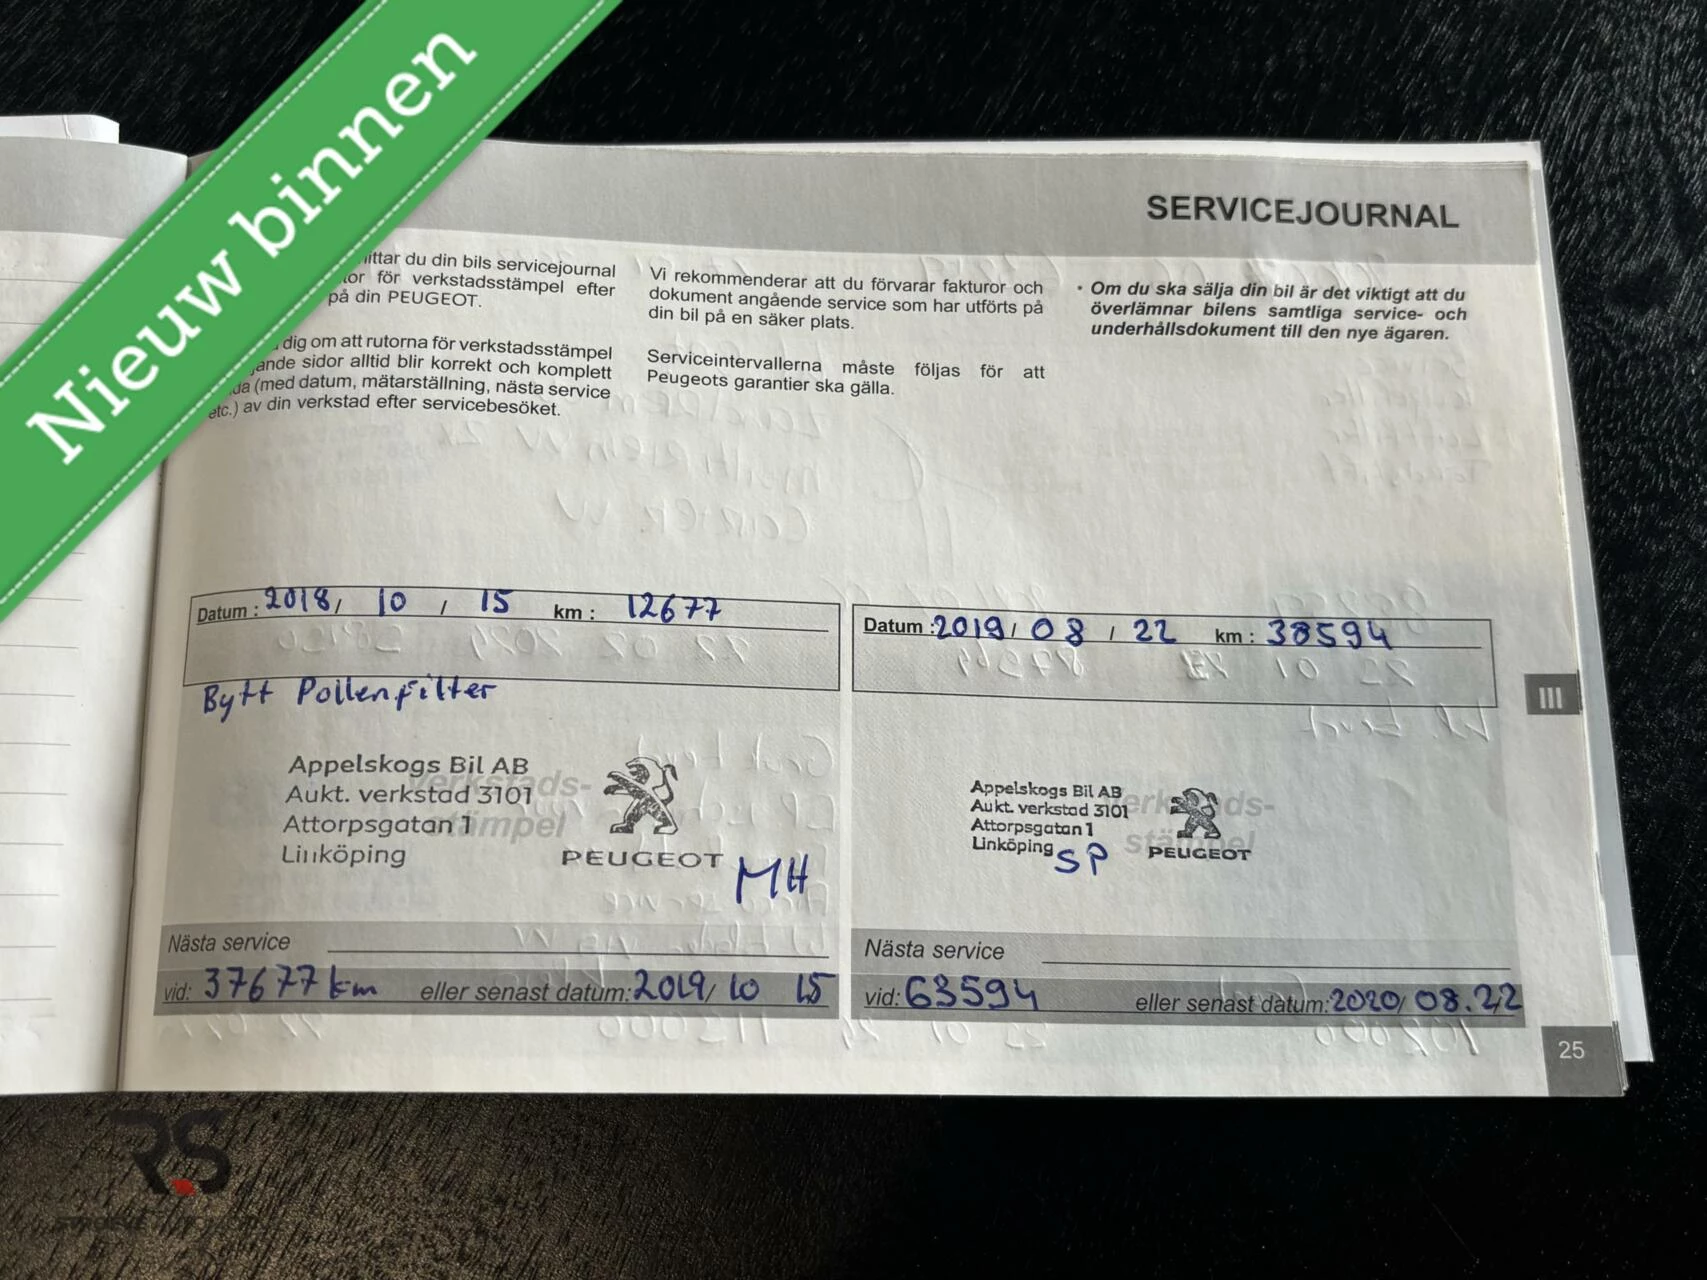 Nieuw binnen
SERVICEJOURNAL
du din bils servicejournal
för verkstadsstämpel efter
på din PEUGEOT.
dig om att rutorna för verkstadsstämpel
sidor alltid blir korrekt och komplett
(med datum, mätarställning, nästa service
etc.) av din verkstad efter servicebesöket.
Vi rekommenderar att du förvarar fakturor och
dokument angående service som har utförts på
din bil på en säker plats.
Serviceintervallerna måste följas för att
Peugeots garantier ska gälla.
• Om du ska sälja din bil är det viktigt att du
överlämnar bilens samtliga service- och
underhållsdokument till den nye ägaren.
Datum : 2018/ 10 / 15 km : 12677
Bytt Pollenfilter
Verkstads-
stämpel
Appelskogs Bil AB
Aukt. verkstad 3101
Attorpsgatan 1
Linköping
PEUGEOT
MH
Nästa service
vid: 37677 km eller senast datum: 2019/ 10 15
Datum : 2019/ 08 / 22 km : 38594
Verkstads-
stämpel
Appelskogs Bil AB
Aukt. verkstad 3101
Attorpsgatan 1
Linköping
SP
PEUGEOT
Nästa service
vid: 63594 eller senast datum: 2020/ 08.22
III
25
RS